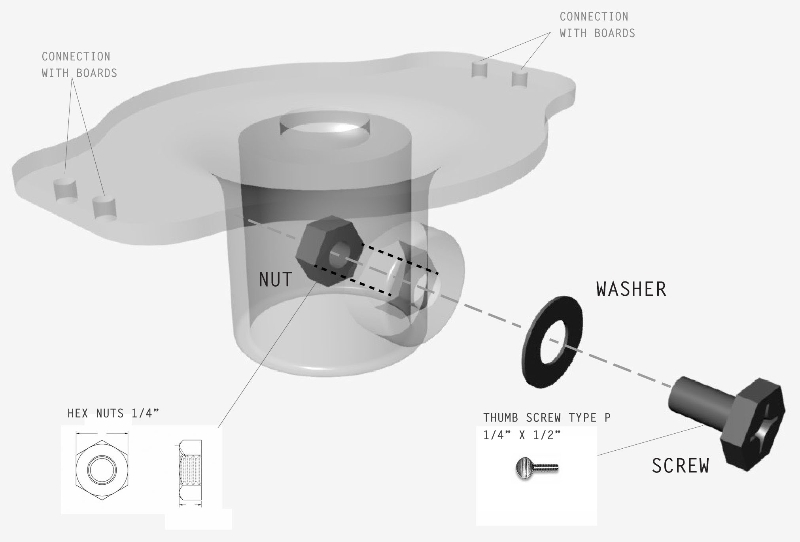 CONNECTION
WITH BOARDS
CONNECTION
WITH BOARDS
NUT
WASHER
HEX NUTS 1/4”
THUMB SCREW TYPE P
1/4” X 1/2”
SCREW